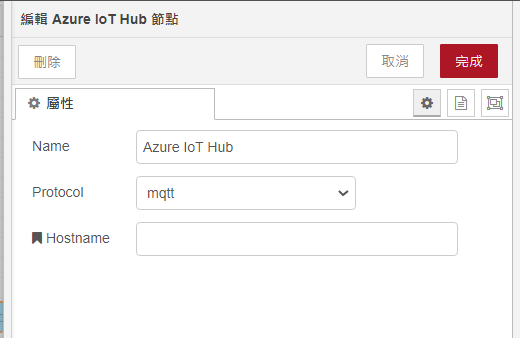 編輯 Azure IoT Hub 節點
刪除
取消
完成
屬性
Name
Azure IoT Hub
Protocol
mqtt
Hostname